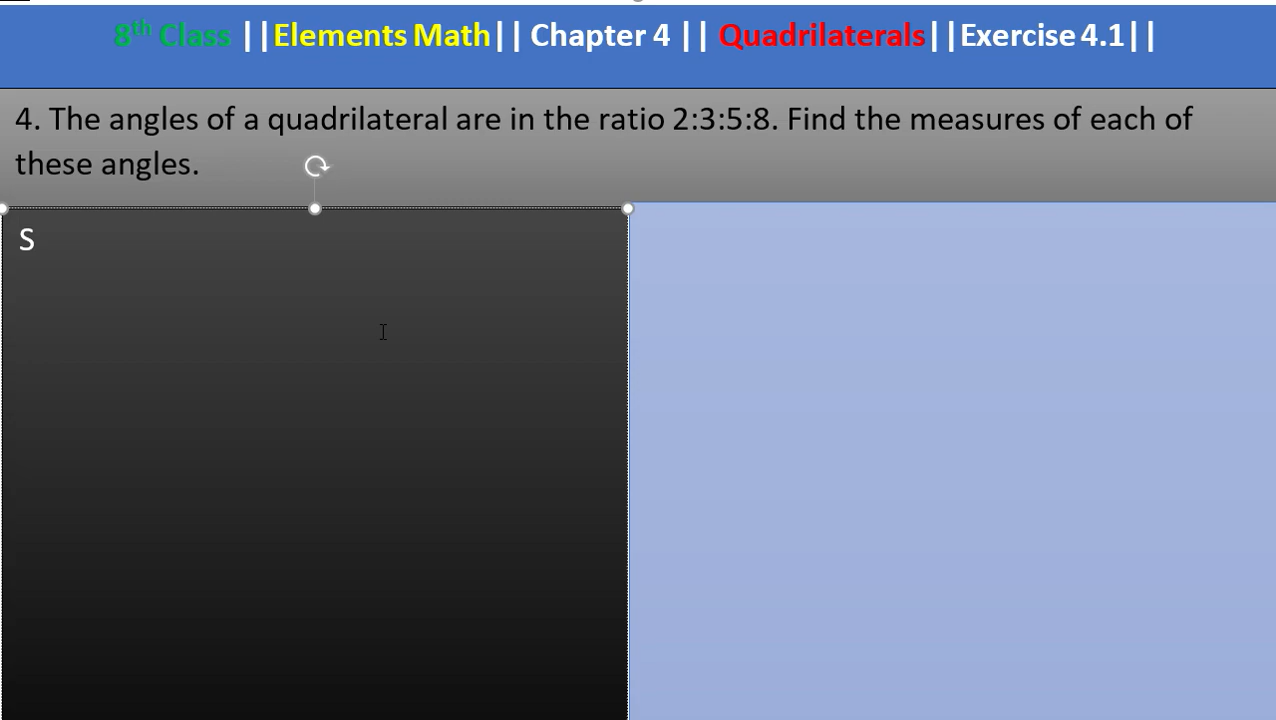 8th Class ||Elements Math|| Chapter 4 || Quadrilaterals||Exercise 4.1||
4. The angles of a quadrilateral are in the ratio 2:3:5:8. Find the measures of each of
these angles.
S